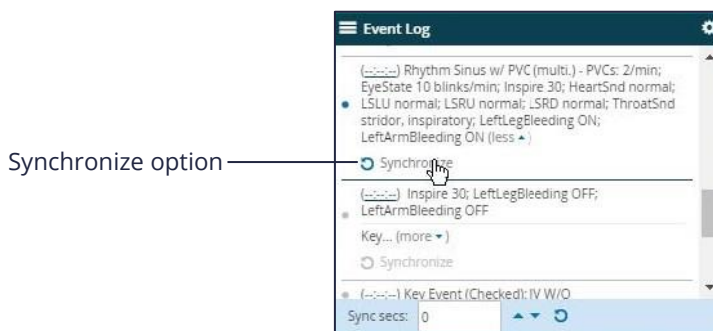 Event Log
(--:--:--) Rhythm Sinus w/ PVC (multi.) - PVCs: 2/min;
EyeState 10 blinks/min; Inspire 30; HeartSnd normal;
LSLU normal; LSRU normal; LSRD normal; ThroatSnd
stridor, inspiratory; LeftLegBleeding ON;
LeftArmBleeding ON (less ▲)
Synchronize option
Synchronize
(--:--:--) Inspire 30; LeftLegBleeding OFF;
LeftArmBleeding OFF
Key... (more ▼)
Synchronize
(--:--:--) Key Event (Checked): IV W/O
Sync secs: 0